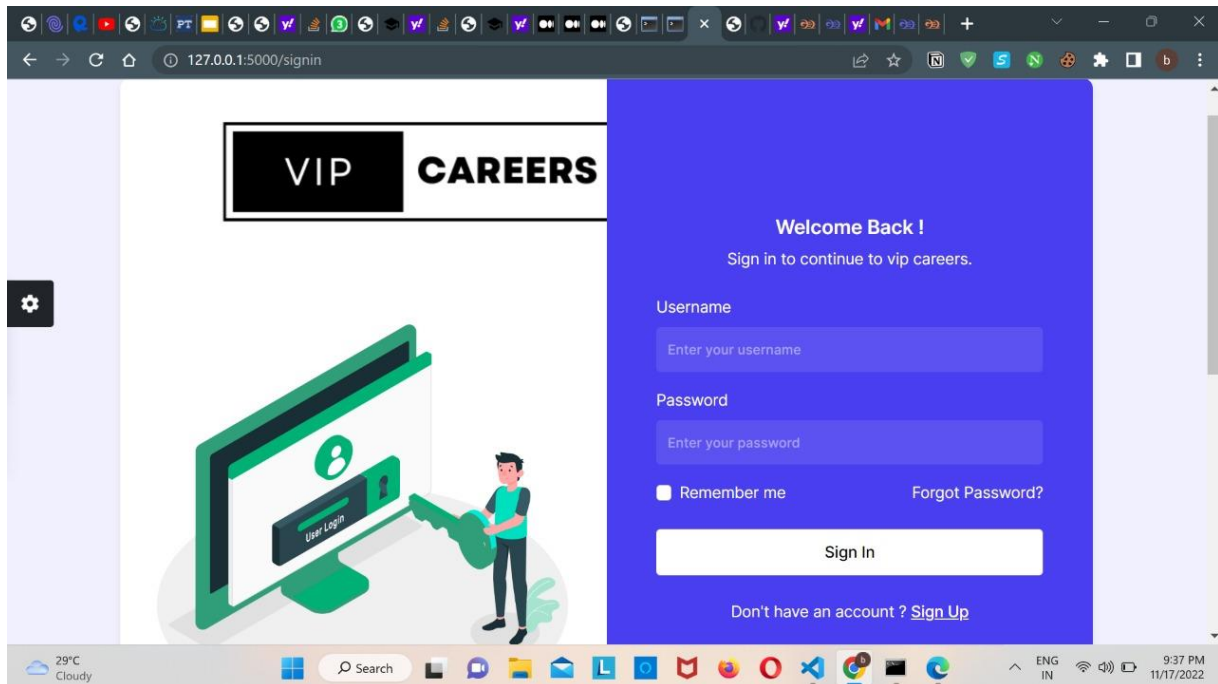 PT
3
127.0.0.1:5000/signin
b
VIP CAREERS
Welcome Back !
Sign in to continue to vip careers.
Username
Enter your username
Password
Enter your password
Remember me
Forgot Password?
Sign In
Don't have an account ? Sign Up
User Login
29°C
Cloudy
Search
ENG
IN
9:37 PM
11/17/2022